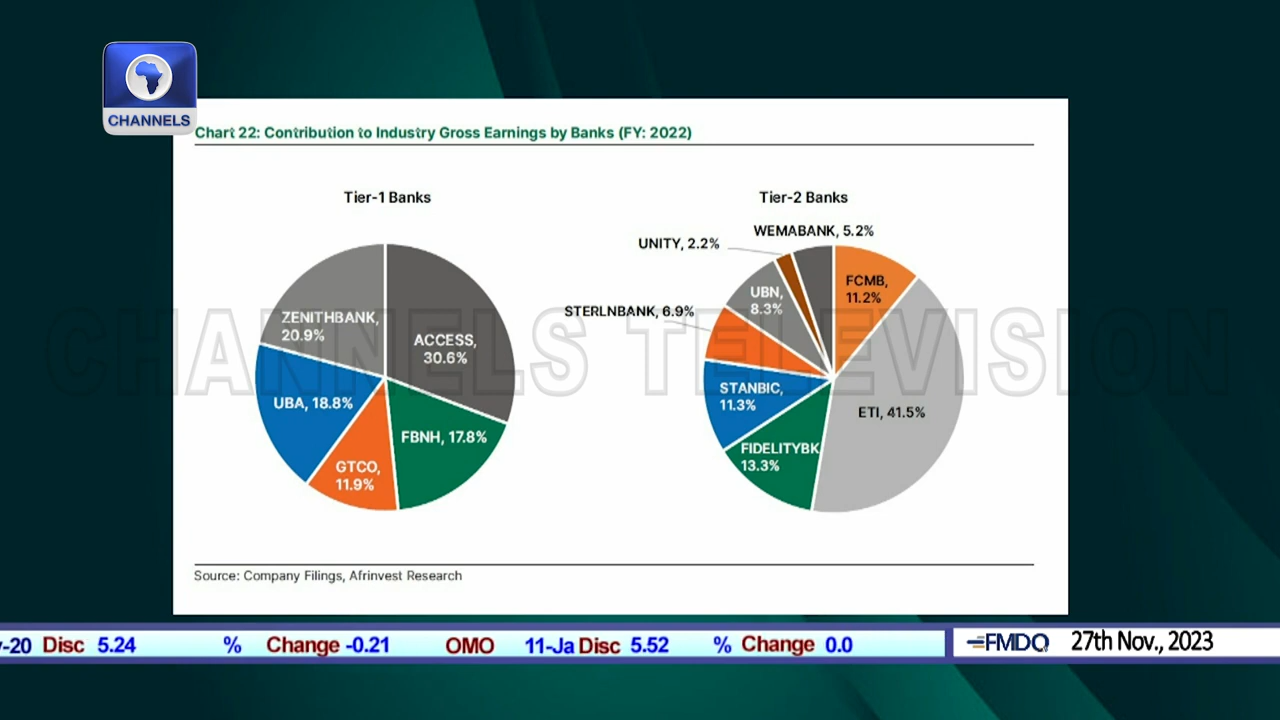 CHANNELS
Chart 22: Contribution to Industry Gross Earnings by Banks (FY: 2022)
Tier-1 Banks
ZENITHBANK,
20.9%
ACCESS,
30.6%
UBA, 18.8%
FBNH, 17.8%
GTCO,
11.9%
Tier-2 Banks
WEMABANK, 5.2%
UNITY, 2.2%
FCMB,
11.2%
UBN,
8.3%
STERLNBANK, 6.9%
STANBIC,
11.3%
ETI, 41.5%
FIDELITYBK
13.3%
CHANNELS TELEVISION
Source: Company Filings, Afrinvest Research
-20 Disc 5.24 % Change -0.21 OMO 11-Ja Disc 5.52 % Change 0.0
FMDQ 27th Nov., 2023